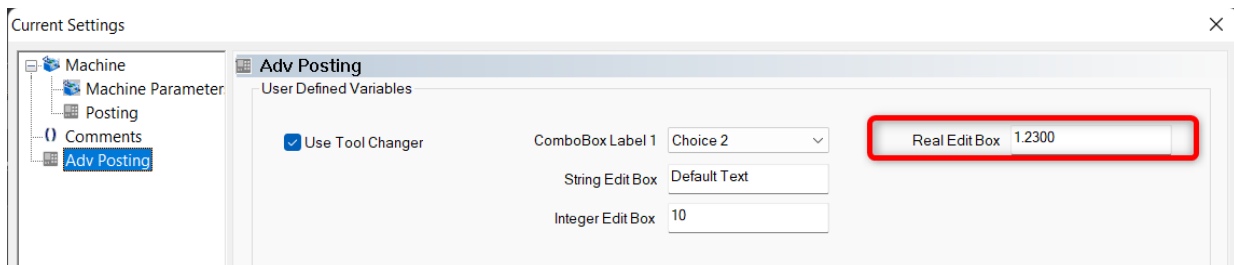 Current Settings
Machine
Machine Parameter
Posting
() Comments
Adv Posting
Adv Posting
User Defined Variables
Use Tool Changer
ComboBox Label 1 Choice 2
Real Edit Box 1.2300
String Edit Box Default Text
Integer Edit Box 10